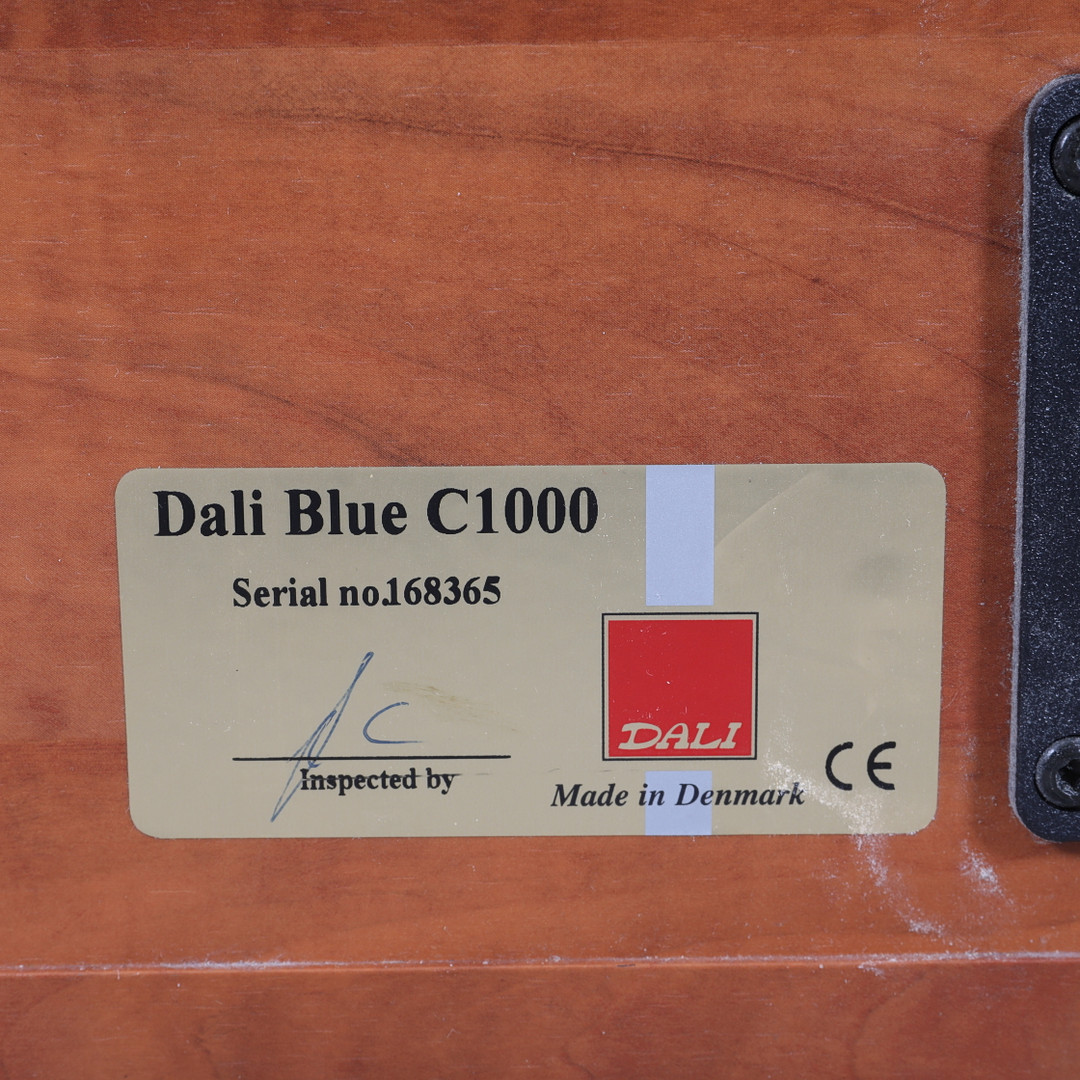 Dali Blue C1000
Serial no.168365
Inspected by
DALI
Made in Denmark
CE